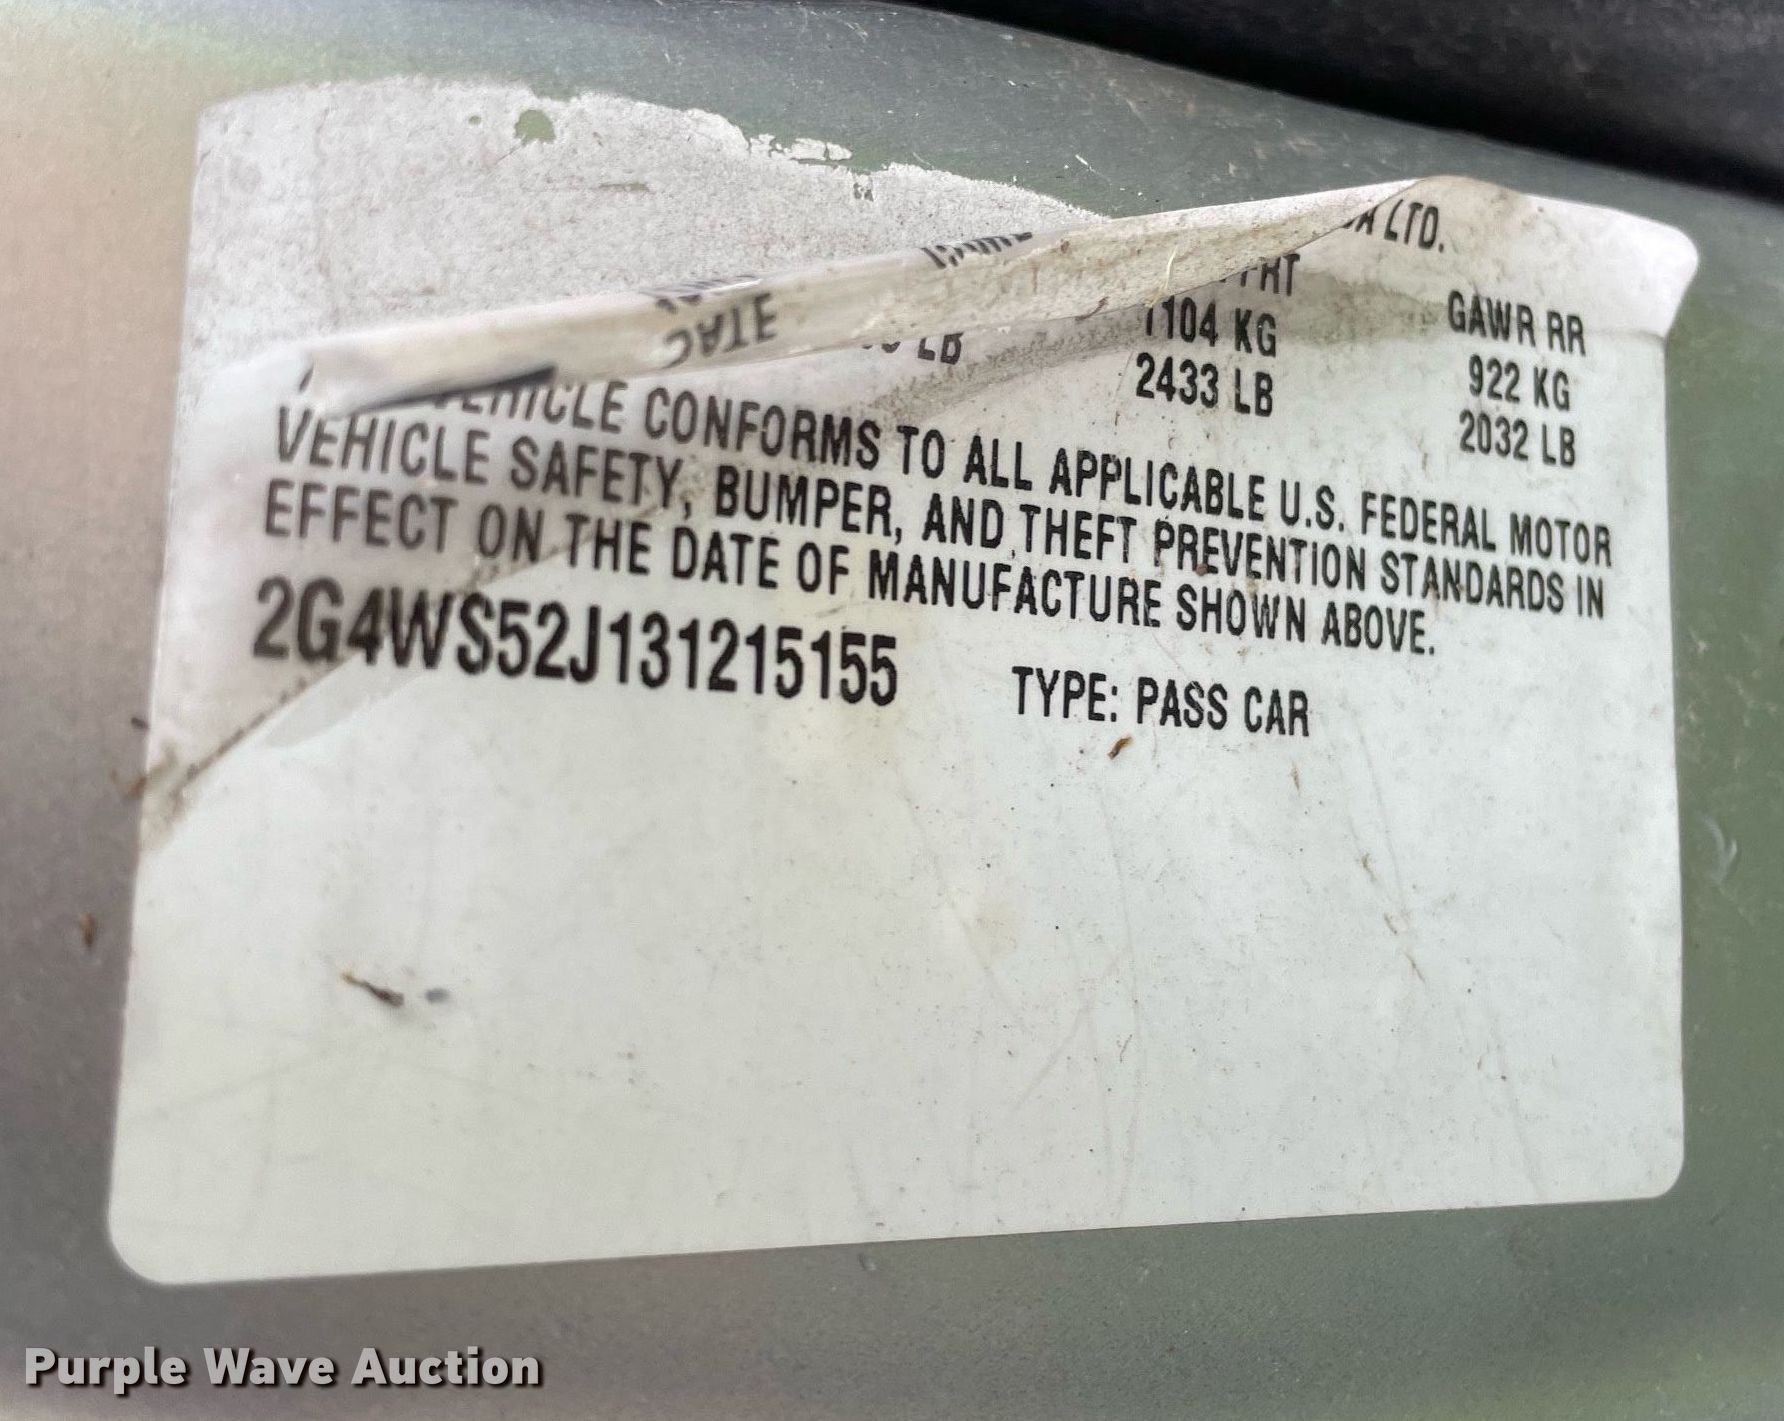 LTD.
FRT
GAWR RR
1104 KG
922 KG
LB
2433 LB
2032 LB
VEHICLE CONFORMS TO ALL APPLICABLE U.S. FEDERAL MOTOR
VEHICLE SAFETY, BUMPER, AND THEFT PREVENTION STANDARDS IN
EFFECT ON THE DATE OF MANUFACTURE SHOWN ABOVE.
2G4WS52J131215155
TYPE: PASS CAR
Purple Wave Auction